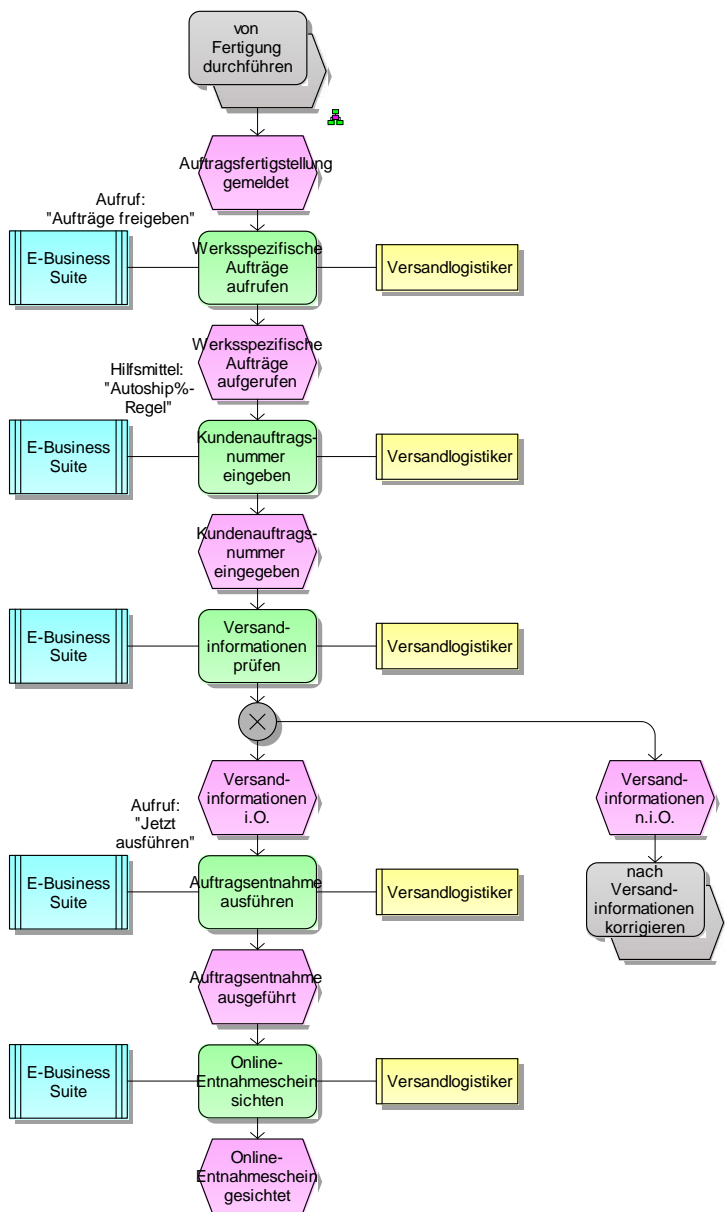 von
Fertigung
durchführen
Auftragsfertigstellung
gemeldet
Aufruf:
"Aufträge freigeben"
E-Business
Suite
Werksspezifische
Aufträge
aufrufen
Versandlogistiker
Werksspezifische
Aufträge
aufgerufen
Hilfsmittel:
"Autoship%-
Regel"
E-Business
Suite
Kundenauftrags-
nummer
eingeben
Versandlogistiker
Kundenauftrags-
nummer
eingegeben
E-Business
Suite
Versand-
informationen
prüfen
Versandlogistiker
Versand-
informationen
i.O.
Versand-
informationen
n.i.O.
Aufruf:
"Jetzt
ausführen"
E-Business
Suite
Auftragsentnahme
ausführen
Versandlogistiker
nach
Versand-
informationen
korrigieren
Auftragsentnahme
ausgeführt
E-Business
Suite
Online-
Entnahmeschein
sichten
Versandlogistiker
Online-
Entnahmeschein
gesichtet